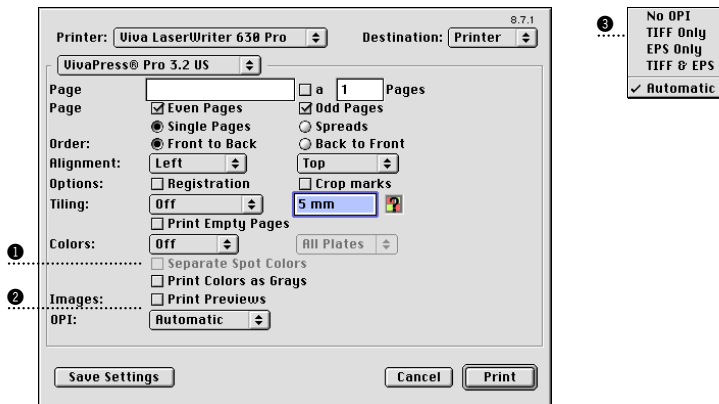 8.7.1
Printer: Viva LaserWriter 630 Pro Destination: Printer
VivaPress® Pro 3.2 US
Page a 1 Pages
Page Even Pages Odd Pages
Single Pages Spreads
Order: Front to Back Back to Front
Alignment: Left Top
Options: Registration Crop marks
Tiling: Off 5 mm ?
Print Empty Pages
Colors: Off All Plates
❶ Separate Spot Colors
Print Colors as Grays
❷ Images: Print Previews
OPI: Automatic
Save Settings Cancel Print
❸ No OPI
TIFF Only
EPS Only
TIFF & EPS
✓ Automatic